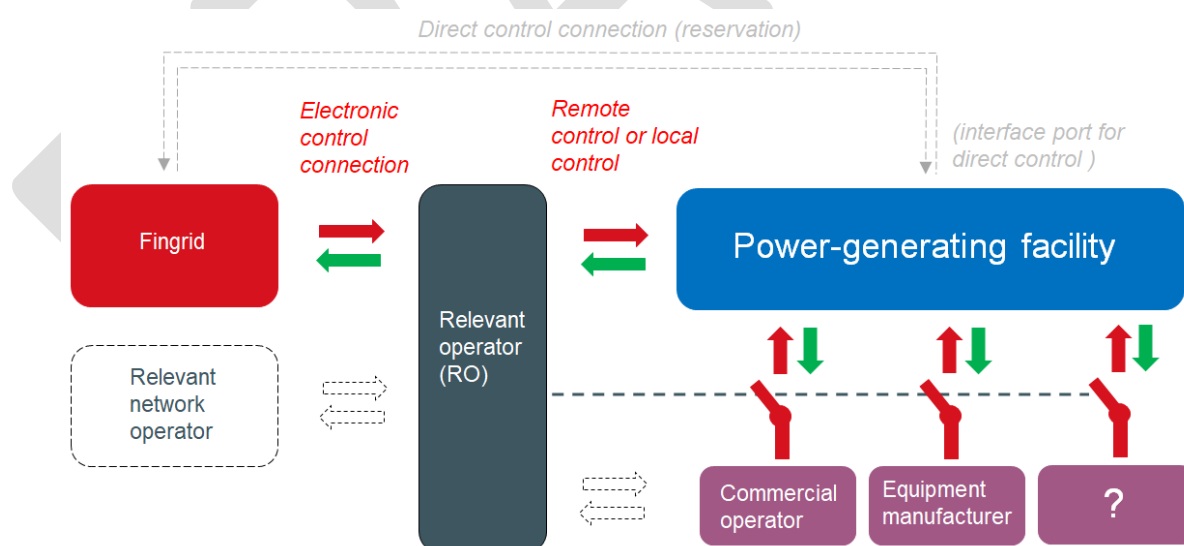 Direct control connection (reservation)
Electronic
control
connection
Remote
control or local
control
(interface port for
direct control )
Fingrid
Power-generating facility
Relevant
operator
(RO)
Relevant
network
operator
Commercial
operator
Equipment
manufacturer
?